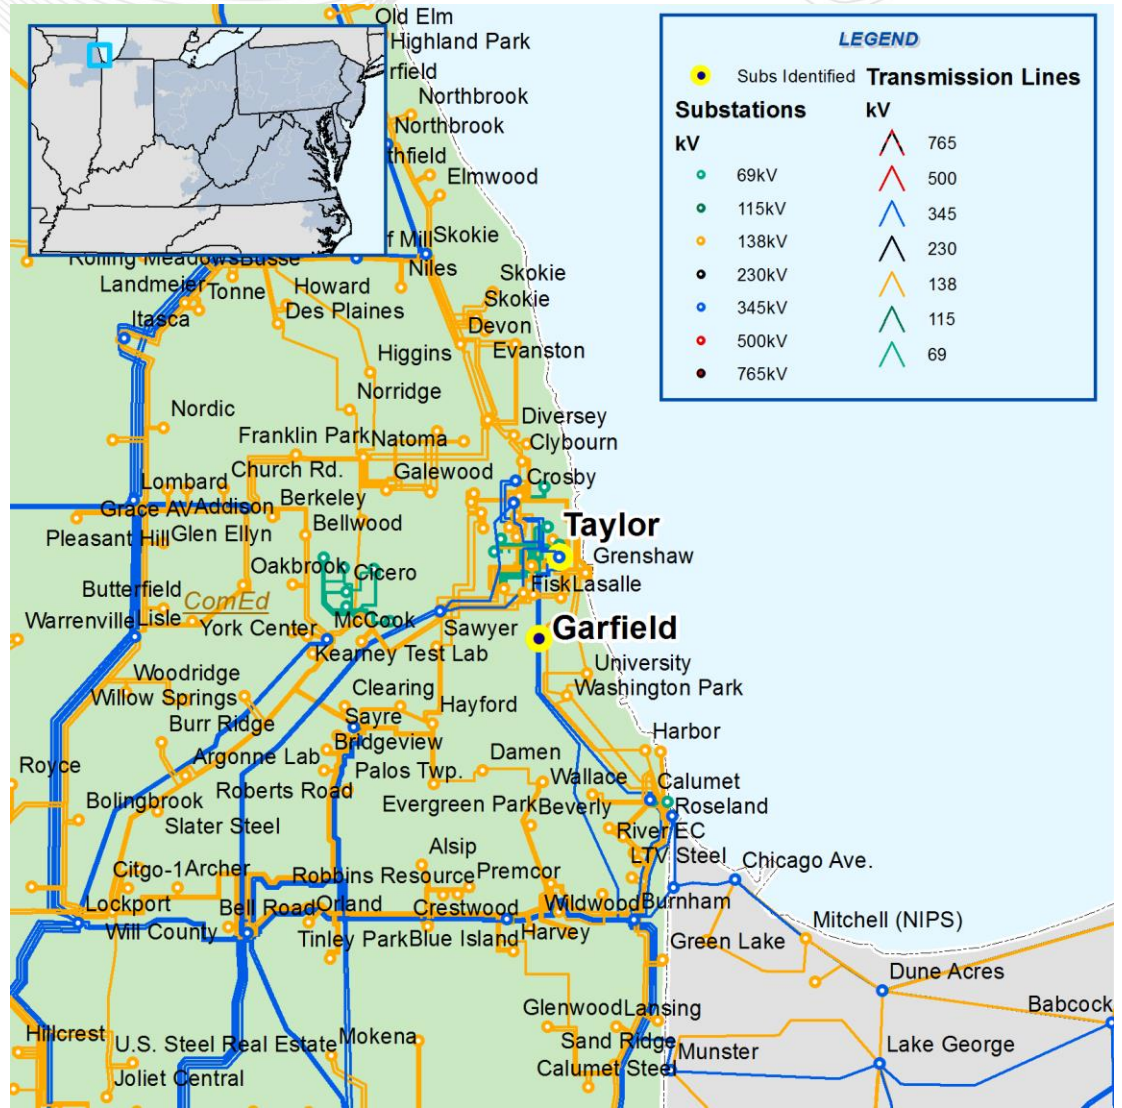 Old Elm
Highland Park
rfield
Northbrook
Northbrook
thfield
Elmwood
f Mill
Skokie
Niles
Rolling Meadows
Busse
Landmeier
Tonne
Howard
Des Plaines
Itasca
Skokie
Skokie
Devon
Evanston
Higgins
Norridge
Nordic
Diversey
Franklin Park
Natoma
Clybourn
Church Rd.
Galewood
Crosby
Lombard
Grace AV
Addison
Berkeley
Bellwood
Pleasant Hill
Glen Ellyn
Taylor
Grenshaw
Oakbrook
Cicero
Fisk
Lasalle
Butterfield
ComEd
Warrenville
Lisle
York Center
McCook
Sawyer
Garfield
Kearney Test Lab
University
Washington Park
Woodridge
Willow Springs
Clearing
Hayford
Burr Ridge
Sayre
Harbor
Bridgeview
Damen
Royce
Argonne Lab
Palos Twp.
Wallace
Calumet
Bolingbrook
Roberts Road
Evergreen Park
Beverly
Roseland
Slater Steel
River EC
Alsip
LTV Steel
Chicago Ave.
Citgo-1
Archer
Robbins Resource
Premcor
Lockport
Bell Road
Orland
Crestwood
Wildwood
Burnham
Will County
Tinley Park
Blue Island
Harvey
Green Lake
Mitchell (NIPS)
Dune Acres
Babcock
Glenwood
Lansing
Hillcrest
U.S. Steel Real Estate
Mokena
Sand Ridge
Munster
Lake George
Joliet Central
Calumet Steel
LEGEND
Subs Identified
Substations
kV
69kV
115kV
138kV
230kV
345kV
500kV
765kV
Transmission Lines
kV
765
500
345
230
138
115
69